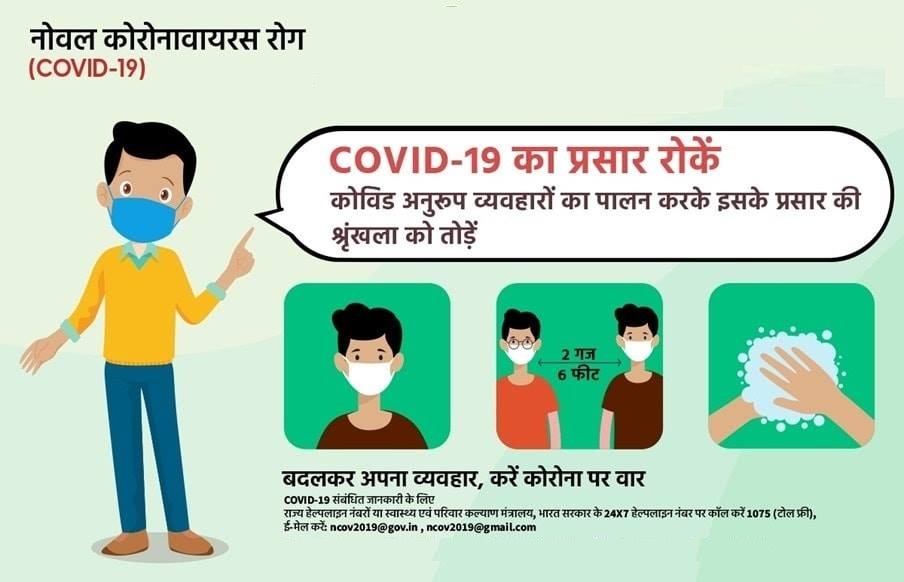 नोवल कोरोनावायरस रोग
(COVID-19)
COVID-19 का प्रसार रोकें
कोविड अनुरूप व्यवहारों का पालन करके इसके प्रसार की
श्रृंखला को तोड़ें
2 गज
6 फीट
बदलकर अपना व्यवहार, करें कोरोना पर वार
COVID-19 संबंधित जानकारी के लिए
राज्य हेल्पलाइन नंबरों या स्वास्थ्य एवं परिवार कल्याण मंत्रालय, भारत सरकार के 24X7 हेल्पलाइन नंबर पर कॉल करें 1075 (टोल फ्री),
ई-मेल करें: ncov2019@gov.in , ncov2019@gmail.com